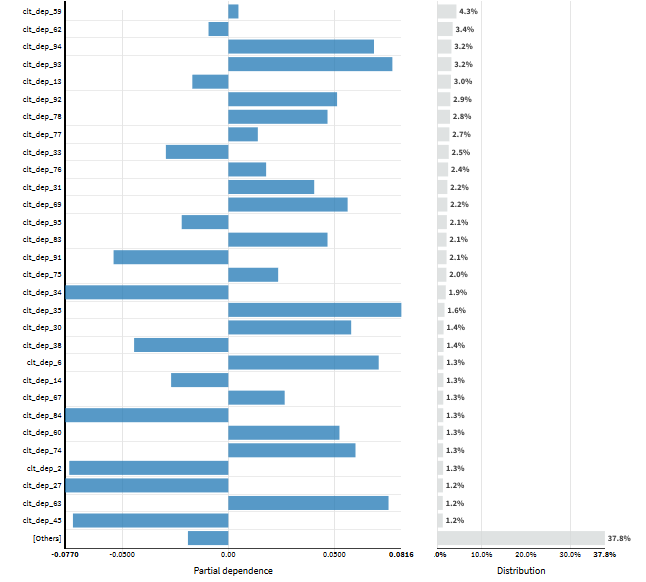 clt_dep_59 4.3%
clt_dep_62 3.4%
clt_dep_94 3.2%
clt_dep_93 3.2%
clt_dep_13 3.0%
clt_dep_92 2.9%
clt_dep_78 2.8%
clt_dep_77 2.7%
clt_dep_33 2.5%
clt_dep_76 2.4%
clt_dep_31 2.2%
clt_dep_69 2.2%
clt_dep_95 2.1%
clt_dep_83 2.1%
clt_dep_91 2.1%
clt_dep_75 2.0%
clt_dep_34 1.9%
clt_dep_35 1.6%
clt_dep_30 1.4%
clt_dep_38 1.4%
clt_dep_6 1.3%
clt_dep_14 1.3%
clt_dep_67 1.3%
clt_dep_84 1.3%
clt_dep_60 1.3%
clt_dep_74 1.3%
clt_dep_2 1.3%
clt_dep_27 1.2%
clt_dep_63 1.2%
clt_dep_45 1.2%
[Others] 37.8%
-0.0770 -0.0500 0.00 0.0500 0.0816 .0% 10.0% 20.0% 30.0% 37.8%
Partial dependence Distribution